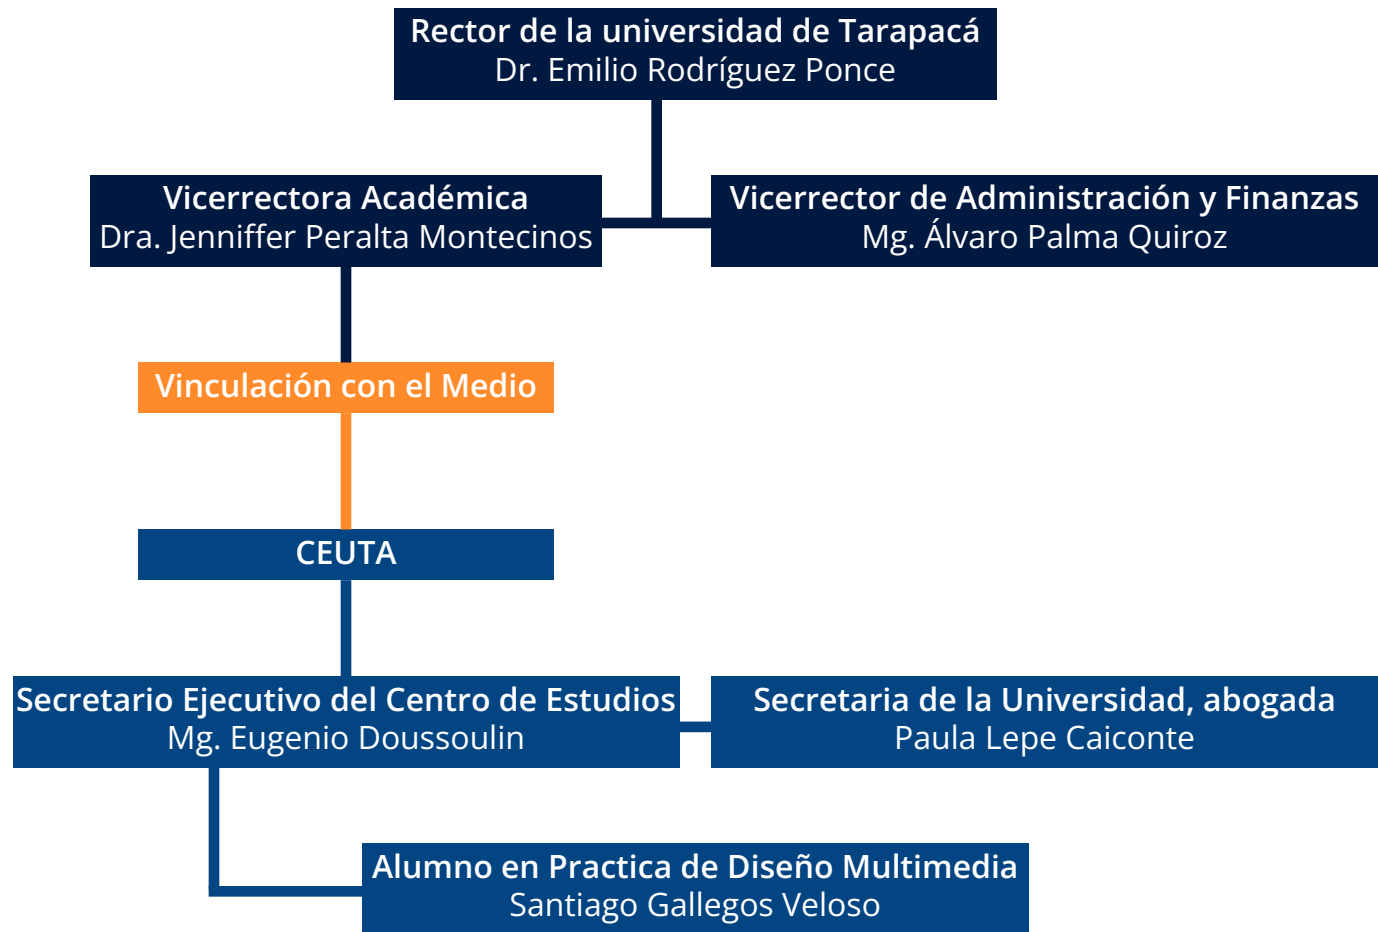 Rector de la universidad de Tarapacá
Dr. Emilio Rodríguez Ponce
Vicerrectora Académica
Dra. Jenniffer Peralta Montecinos
Vicerrector de Administración y Finanzas
Mg. Álvaro Palma Quiroz
Vinculación con el Medio
CEUTA
Secretario Ejecutivo del Centro de Estudios
Mg. Eugenio Doussoulin
Secretaria de la Universidad, abogada
Paula Lepe Caiconte
Alumno en Practica de Diseño Multimedia
Santiago Gallegos Veloso